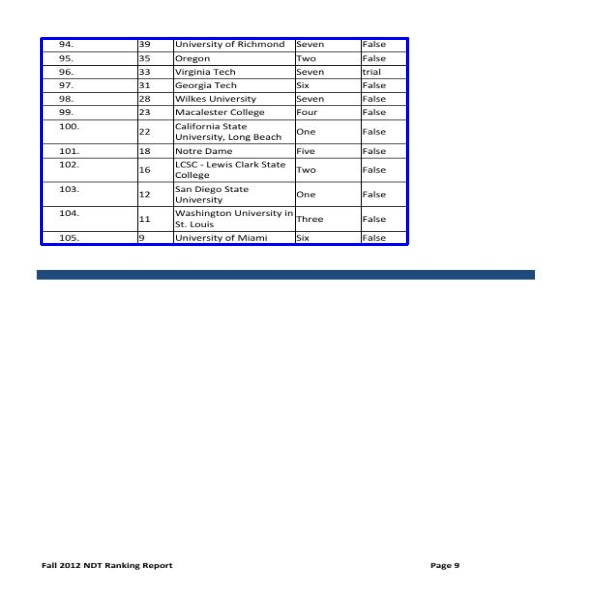 94. 39 University of Richmond Seven False
95. 35 Oregon Two False
96. 33 Virginia Tech Seven trial
97. 31 Georgia Tech Six False
98. 28 Wilkes University Seven False
99. 23 Macalester College Four False
100. 22 California State University, Long Beach One False
101. 18 Notre Dame Five False
102. 16 LCSC - Lewis Clark State College Two False
103. 12 San Diego State University One False
104. 11 Washington University in St. Louis Three False
105. 9 University of Miami Six False
Fall 2012 NDT Ranking Report Page 9